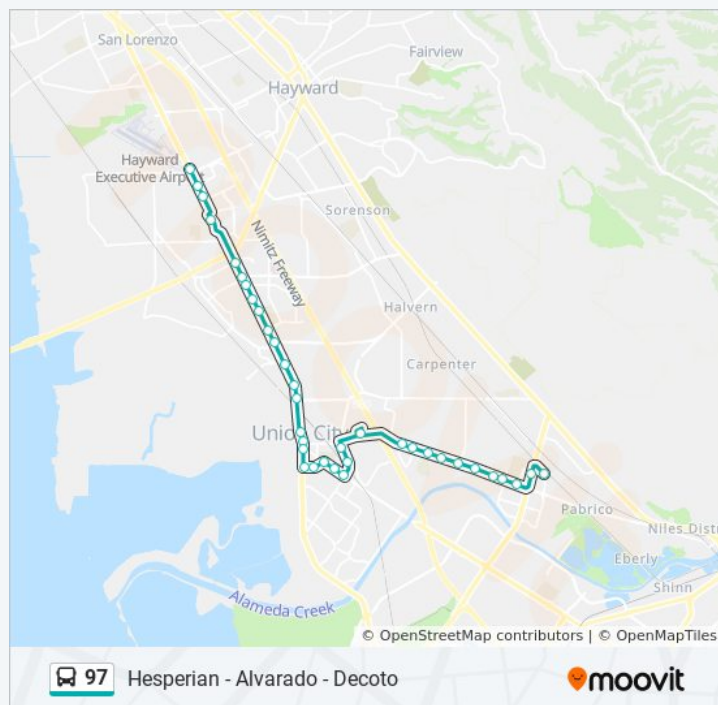 San Lorenzo
Fairview
Hayward
Hayward
Executive Airport
Sorenson
Nimitz Freeway
Halvern
Carpenter
Union City
Pabrico
Niles Distri
Eberly
Shinn
Alameda Creek
© OpenStreetMap contributors | © OpenMapTiles
97 Hesperian - Alvarado - Decoto
moovit